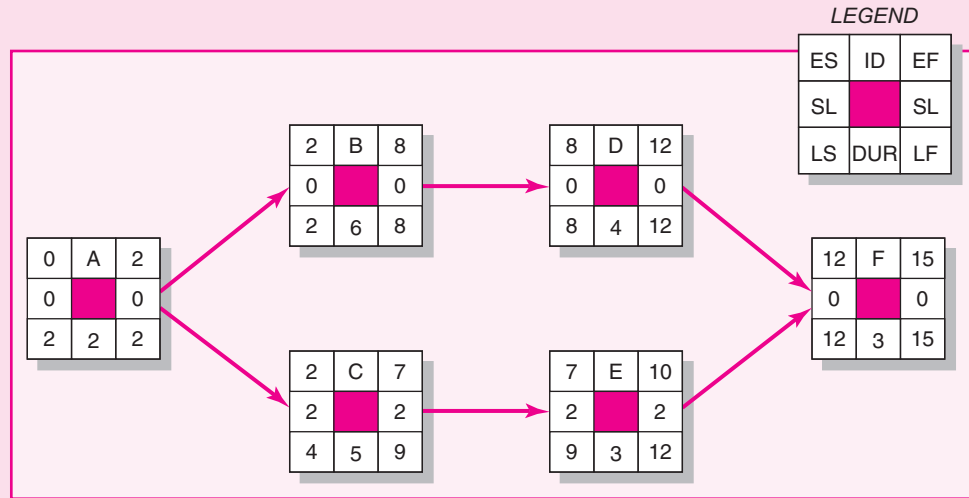 LEGEND
ES ID EF
SL SL
LS DUR LF
2 B 8
0 0
2 6 8
8 D 12
0 0
8 4 12
0 A 2
0 0
2 2 2
12 F 15
0 0
12 3 15
2 C 7
2 2
4 5 9
7 E 10
2 2
9 3 12